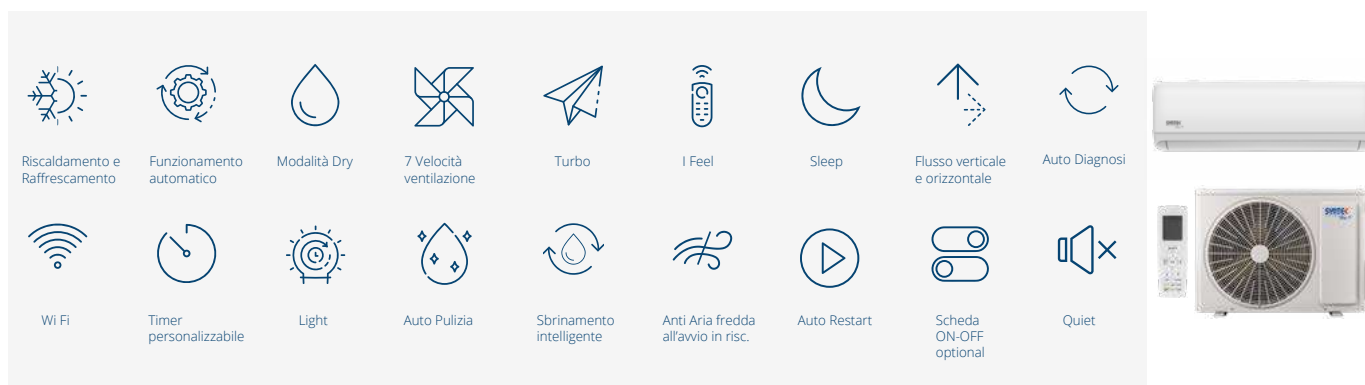 Riscaldamento e
Raffrescamento
Funzionamento
automatico
Modalità Dry
7 Velocità
ventilazione
Turbo
I Feel
Sleep
Flusso verticale
e orizzontale
Auto Diagnosi
Wi Fi
Timer
personalizzabile
Light
Auto Pulizia
Sbrinamento
intelligente
Anti Aria fredda
all’avvio in risc.
Auto Restart
Scheda
ON-OFF
optional
Quiet